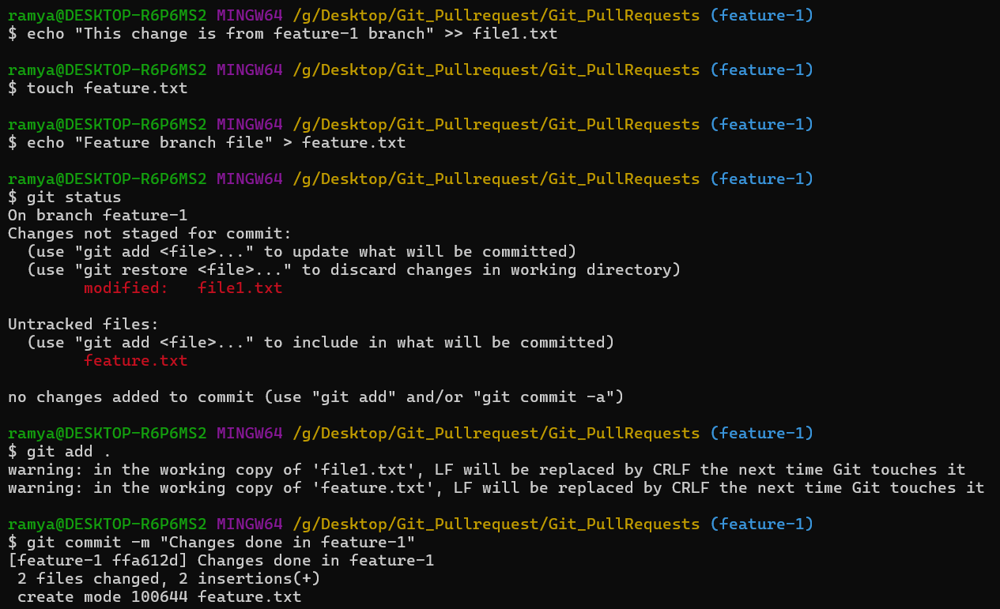 ramya@DESKTOP-R6P6MS2 MINGW64 /g/Desktop/Git_Pullrequest/Git_PullRequests (feature-1)
$ echo "This change is from feature-1 branch" >> file1.txt
ramya@DESKTOP-R6P6MS2 MINGW64 /g/Desktop/Git_Pullrequest/Git_PullRequests (feature-1)
$ touch feature.txt
ramya@DESKTOP-R6P6MS2 MINGW64 /g/Desktop/Git_Pullrequest/Git_PullRequests (feature-1)
$ echo "Feature branch file" > feature.txt
ramya@DESKTOP-R6P6MS2 MINGW64 /g/Desktop/Git_Pullrequest/Git_PullRequests (feature-1)
$ git status
On branch feature-1
Changes not staged for commit:
  (use "git add <file>..." to update what will be committed)
  (use "git restore <file>..." to discard changes in working directory)
        modified:   file1.txt
Untracked files:
  (use "git add <file>..." to include in what will be committed)
        feature.txt
no changes added to commit (use "git add" and/or "git commit -a")
ramya@DESKTOP-R6P6MS2 MINGW64 /g/Desktop/Git_Pullrequest/Git_PullRequests (feature-1)
$ git add .
warning: in the working copy of 'file1.txt', LF will be replaced by CRLF the next time Git touches it
warning: in the working copy of 'feature.txt', LF will be replaced by CRLF the next time Git touches it
ramya@DESKTOP-R6P6MS2 MINGW64 /g/Desktop/Git_Pullrequest/Git_PullRequests (feature-1)
$ git commit -m "Changes done in feature-1"
[feature-1 ffa612d] Changes done in feature-1
 2 files changed, 2 insertions(+)
 create mode 100644 feature.txt